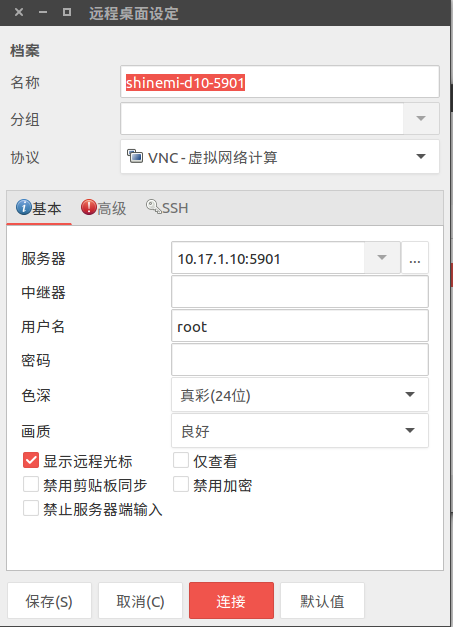 远程桌面设定
档案
名称 shinemi-d10-5901
分组
协议 VNC - 虚拟网络计算
基本 高级 SSH
服务器 10.17.1.10:5901 ...
中继器
用户名 root
密码
色深 真彩(24位)
画质 良好
显示远程光标 仅查看
禁用剪贴板同步 禁用加密
禁止服务器端输入
保存(S) 取消(C) 连接 默认值